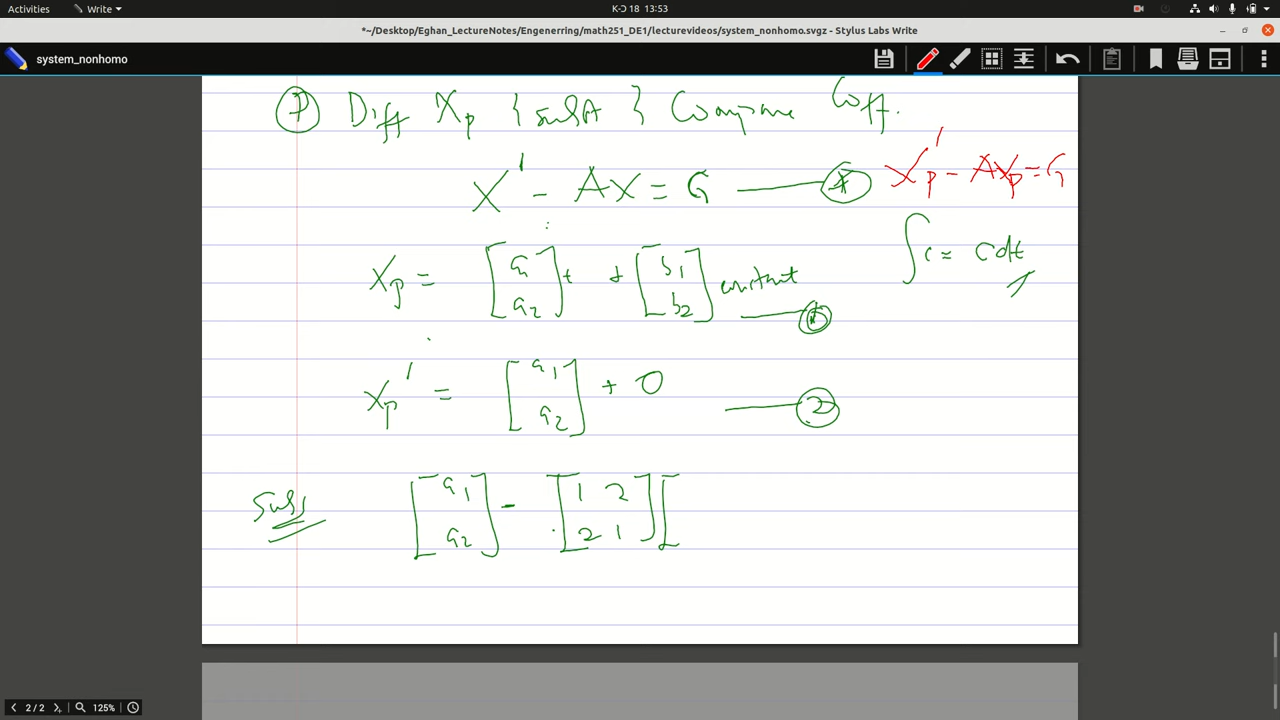 Activities Write K-Ɔ 18 13:53
*~/Desktop/Eghan_LectureNotes/Engenerring/math251_DE1/lecturevideos/system_nonhomo.svgz - Stylus Labs Write
system_nonhomo
Diff Xp { subst } Compare Coff.
X' - AX = G
Xp' - AXp = G
∫ c = c dt
Xp = [a1 a2] t + [b1 b2] constant
Xp' = [a1 a2] + 0 2
Subs [a1 a2] - [1 2 2 1] [
2/2 125%